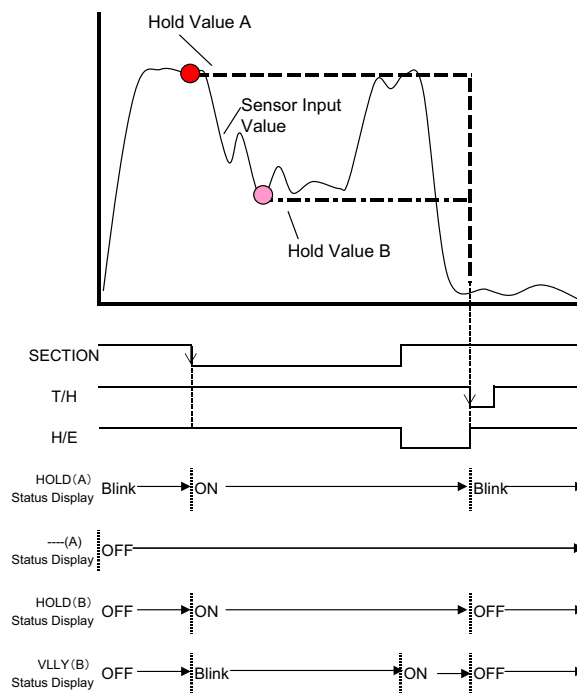 Hold Value A
Sensor Input
Value
Hold Value B
SECTION
T/H
H/E
HOLD(A)
Status Display
Blink
ON
Blink
----(A)
Status Display
OFF
HOLD(B)
Status Display
OFF
ON
OFF
VLLY(B)
Status Display
OFF
Blink
ON
OFF